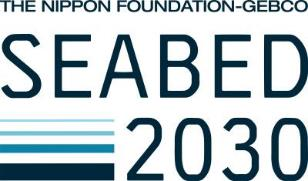 THE NIPPON FOUNDATION-GEBCO
SEABED
2030